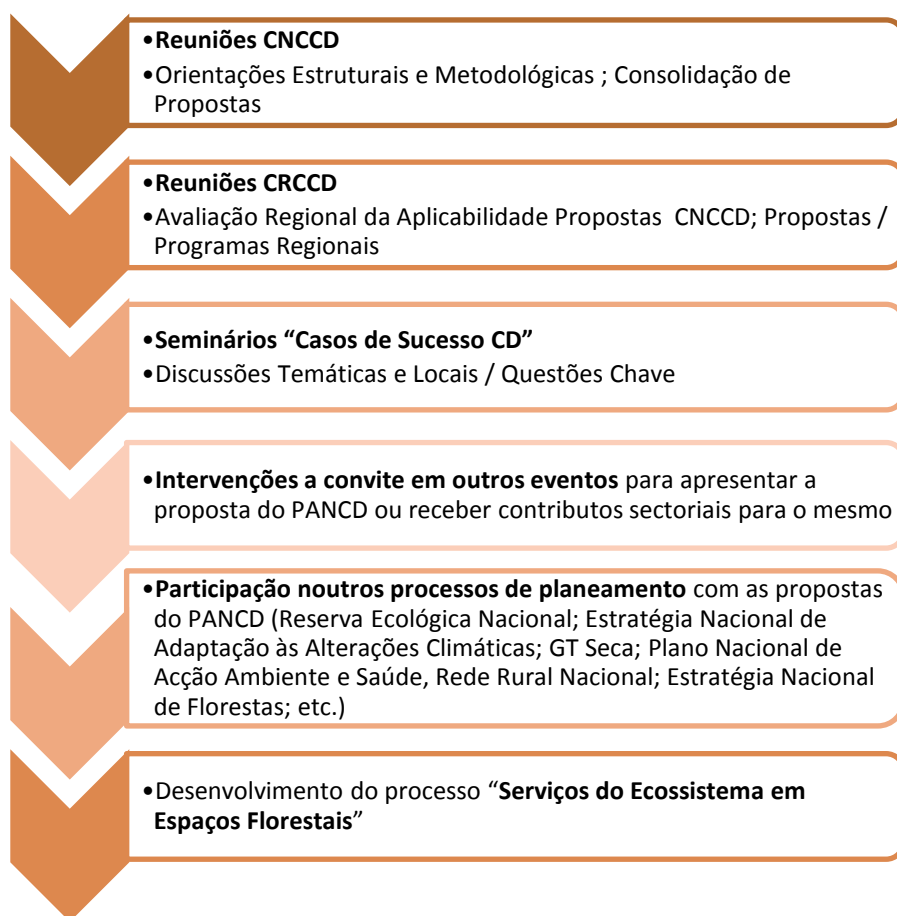 •Reuniões CNCCD
•Orientações Estruturais e Metodológicas ; Consolidação de
Propostas
•Reuniões CRCCD
•Avaliação Regional da Aplicabilidade Propostas  CNCCD; Propostas /
Programas Regionais
•Seminários “Casos de Sucesso CD”
•Discussões Temáticas e Locais / Questões Chave
•Intervenções a convite em outros eventos para apresentar a
proposta do PANCD ou receber contributos sectoriais para o mesmo
•Participação noutros processos de planeamento com as propostas
do PANCD (Reserva Ecológica Nacional; Estratégia Nacional de
Adaptação às Alterações Climáticas; GT Seca; Plano Nacional de
Acção Ambiente e Saúde, Rede Rural Nacional; Estratégia Nacional
de Florestas; etc.)
•Desenvolvimento do processo “Serviços do Ecossistema em
Espaços Florestais”